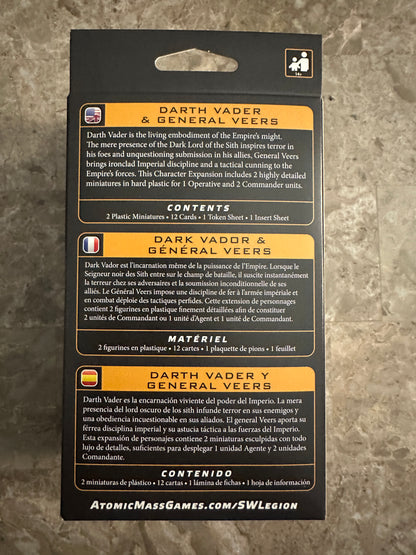 14+
DARTH VADER
& GENERAL VEERS
Darth Vader is the living embodiment of the Empire's might.
The mere presence of the Dark Lord of the Sith inspires terror in
his foes and unquestioning submission in his allies, General Veers
brings ironclad Imperial discipline and a tactical cunning to the
Empire's forces. This Character Expansion includes 2 highly detailed
miniatures in hard plastic for 1 Operative and 2 Commander units.
CONTENTS
2 Plastic Miniatures • 12 Cards • 1 Token Sheet • 1 Insert Sheet
DARK VADOR &
GÉNÉRAL VEERS
Dark Vador est l'incarnation même de la puissance de l'Empire. Lorsque le
Seigneur noir des Sith entre sur le champ de bataille, il suscite instantanément
la terreur chez ses adversaires et la soumission inconditionnelle de ses
alliés. Le Général Veers impose une discipline de fer à l'armée impériale et
en combat déploie des tactiques perfides. Cette extension de personnages
contient 2 figurines en plastique finement détaillées afin de constituer
2 unités de Commandant ou 1 unité d'Agent et 1 unité de Commandant.
MATÉRIEL
2 figurines en plastique • 12 cartes • 1 plaquette de pions • 1 feuillet
DARTH VADER Y
GENERAL VEERS
Darth Vader es la encarnación viviente del poder del Imperio. La mera
presencia del lord oscuro de los sith infunde terror en sus enemigos y
una obediencia incuestionable en sus aliados. El general Veers aporta su
férrea disciplina imperial y su astucia táctica a las fuerzas del Imperio.
Esta expansión de personajes contiene 2 miniaturas esculpidas con todo
lujo de detalles, suficientes para desplegar 1 unidad Agente y 2 unidades
Comandante.
CONTENIDO
2 miniaturas de plástico • 12 cartas • 1 lámina de fichas • 1 hoja de información
ATOMICMASSGAMES.COM/SWLEGION